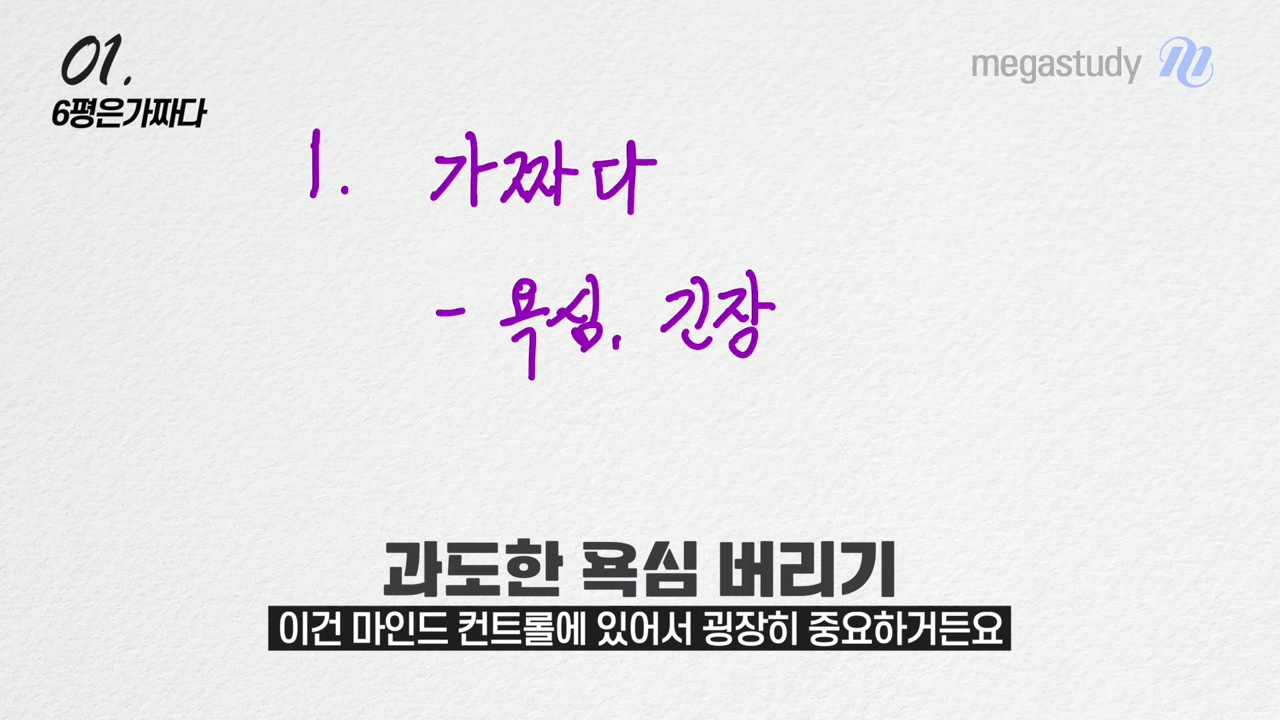 01.
6평은가짜다
megastudy
1. 가짜다
- 욕심, 긴장
과도한 욕심 버리기
이건 마인드 컨트롤에 있어서 굉장히 중요하거든요